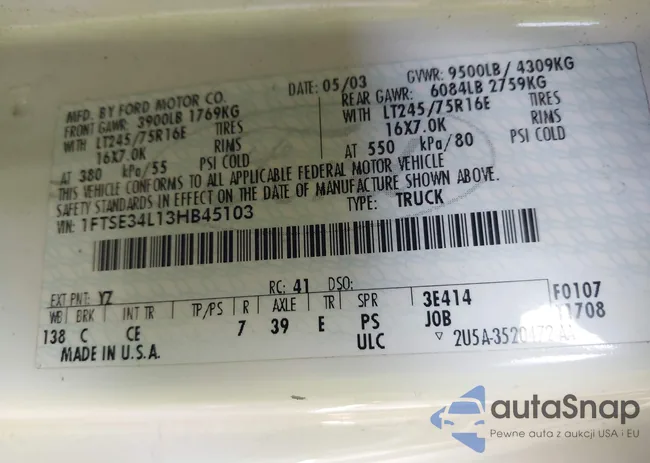 MFD. BY FORD MOTOR CO.
DATE: 05/03
GVWR: 9500LB / 4309KG
FRONT GAWR: 3900LB 1769KG
REAR GAWR: 6084LB 2759KG
WITH LT245/75R16E TIRES
WITH LT245/75R16E TIRES
16X7.0K
16X7.0K
AT 380 kPa/55 PSI COLD
AT 550 kPa/80 PSI COLD
THIS VEHICLE CONFORMS TO ALL APPLICABLE FEDERAL MOTOR VEHICLE
SAFETY STANDARDS IN EFFECT ON THE DATE OF MANUFACTURE SHOWN ABOVE.
VIN: 1FTSE34L13HB45103
TYPE: TRUCK
EXT PNT: YZ RC: 41 DSO:
WB BRK INT TR TP/PS R AXLE TR SPR
138 C CE 7 39 E PS
ULC
3E414
JOB
F0107
11708
MADE IN U.S.A.
▽ 2U5A-3520472-AA
autaSnap
Pewne auta z aukcji USA i EU